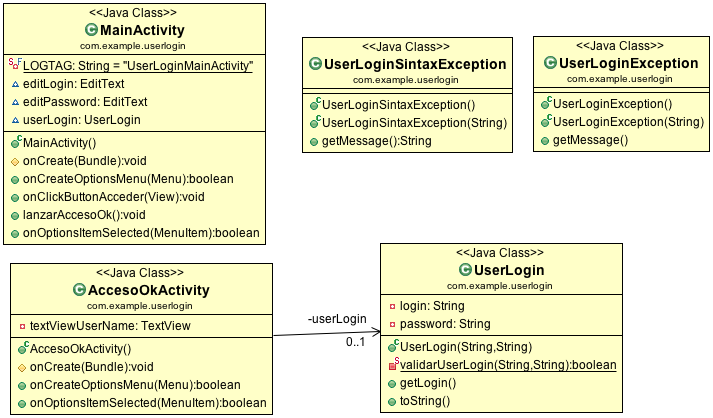 <<Java Class>>
MainActivity
com.example.userlogin
LOGTAG: String = "UserLoginMainActivity"
editLogin: EditText
editPassword: EditText
userLogin: UserLogin
MainActivity()
onCreate(Bundle):void
onCreateOptionsMenu(Menu):boolean
onClickButtonAcceder(View):void
lanzarAccesoOk():void
onOptionsItemSelected(MenuItem):boolean
<<Java Class>>
UserLoginSintaxException
com.example.userlogin
UserLoginSintaxException()
UserLoginSintaxException(String)
getMessage():String
<<Java Class>>
UserLoginException
com.example.userlogin
UserLoginException()
UserLoginException(String)
getMessage()
<<Java Class>>
AccesoOkActivity
com.example.userlogin
textViewUserName: TextView
AccesoOkActivity()
onCreate(Bundle):void
onCreateOptionsMenu(Menu):boolean
onOptionsItemSelected(MenuItem):boolean
-userLogin
0..1
<<Java Class>>
UserLogin
com.example.userlogin
login: String
password: String
UserLogin(String,String)
validarUserLogin(String,String):boolean
getLogin()
toString()